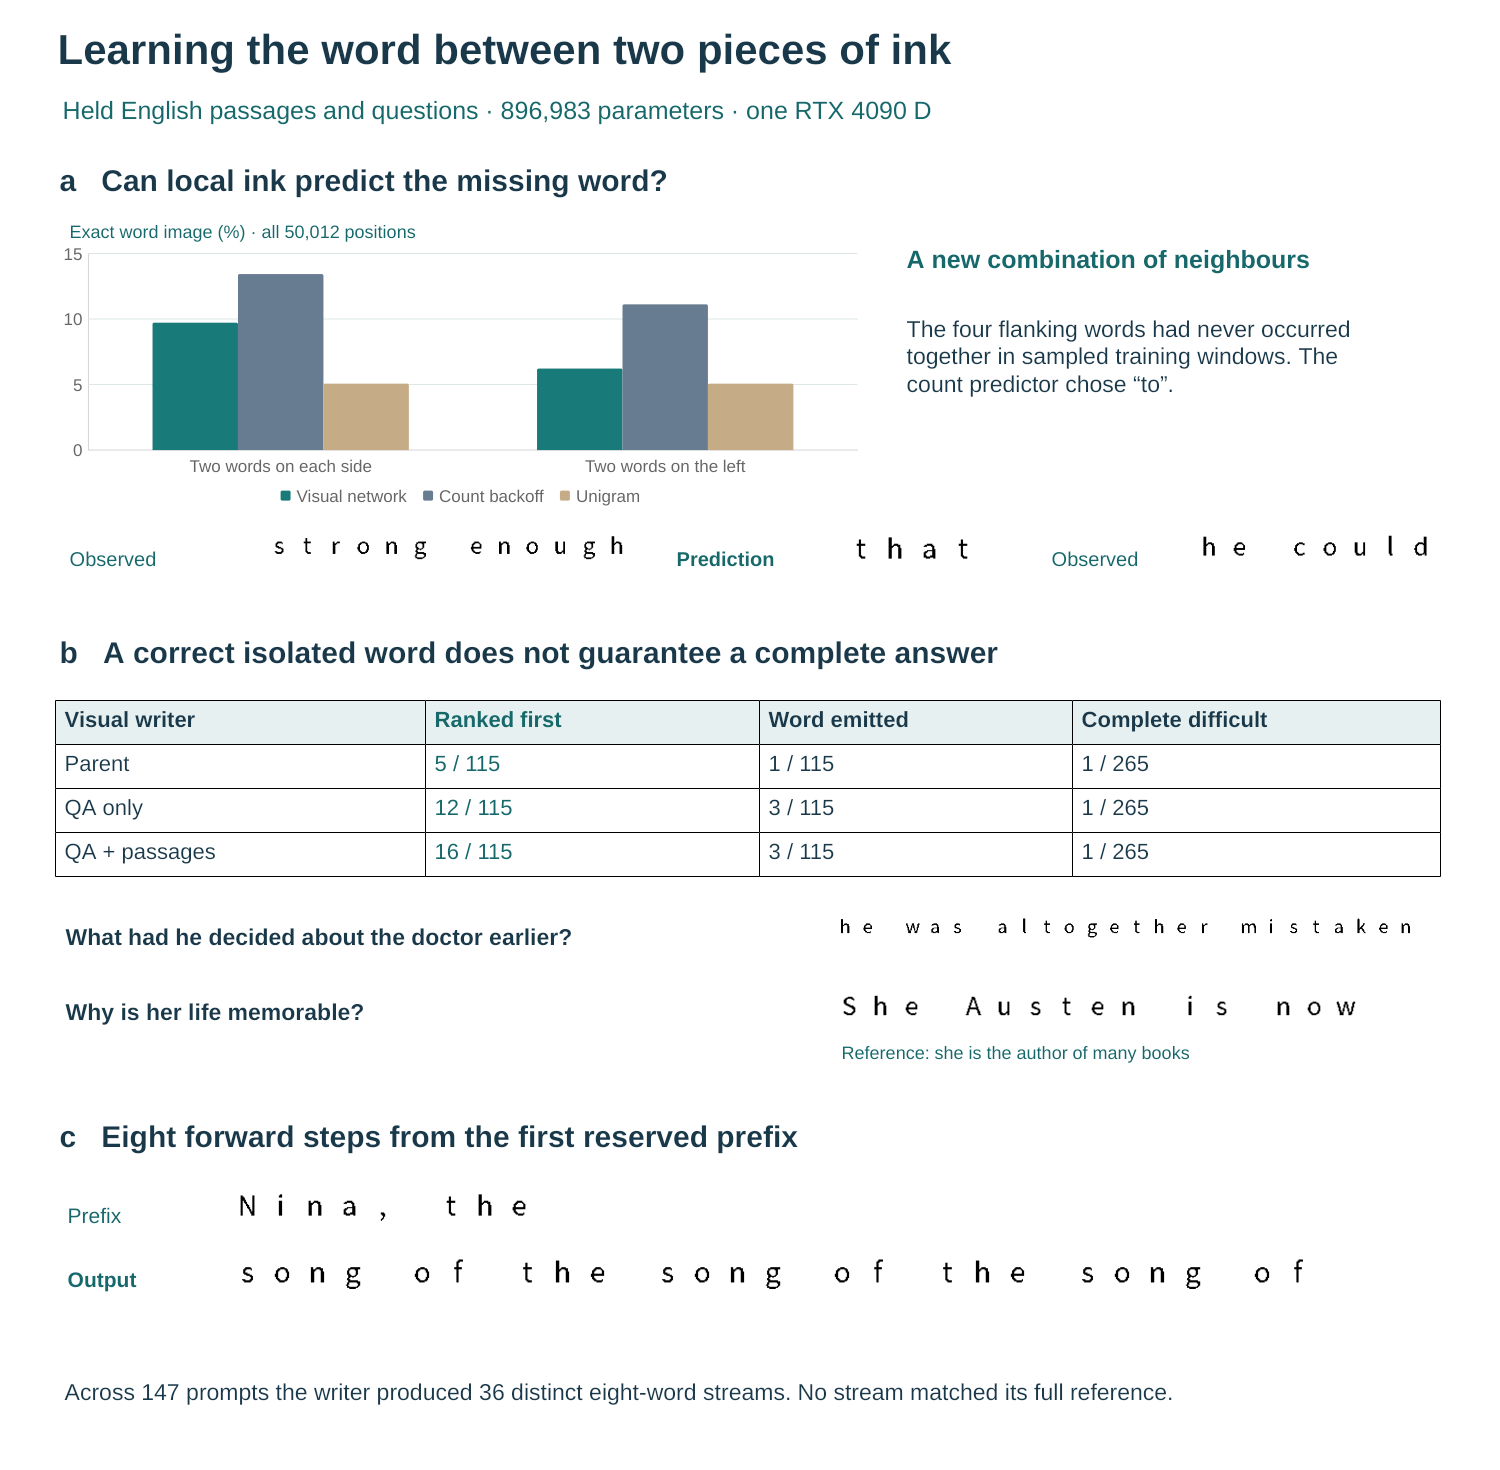 Learning the word between two pieces of ink
Held English passages and questions · 896,983 parameters · one RTX 4090 D
a Can local ink predict the missing word?
Exact word image (%) · all 50,012 positions
15
10
5
0
Two words on each side
Two words on the left
Visual network
Count backoff
Unigram
A new combination of neighbours
The four flanking words had never occurred
together in sampled training windows. The
count predictor chose “to”.
Observed strong enough Prediction that Observed he could
b A correct isolated word does not guarantee a complete answer
Visual writer Ranked first Word emitted Complete difficult
Parent 5 / 115 1 / 115 1 / 265
QA only 12 / 115 3 / 115 1 / 265
QA + passages 16 / 115 3 / 115 1 / 265
What had he decided about the doctor earlier? he was altogether mistaken
Why is her life memorable? She Austen is now
Reference: she is the author of many books
c Eight forward steps from the first reserved prefix
Prefix Nina, the
Output song of the song of the song of
Across 147 prompts the writer produced 36 distinct eight-word streams. No stream matched its full reference.